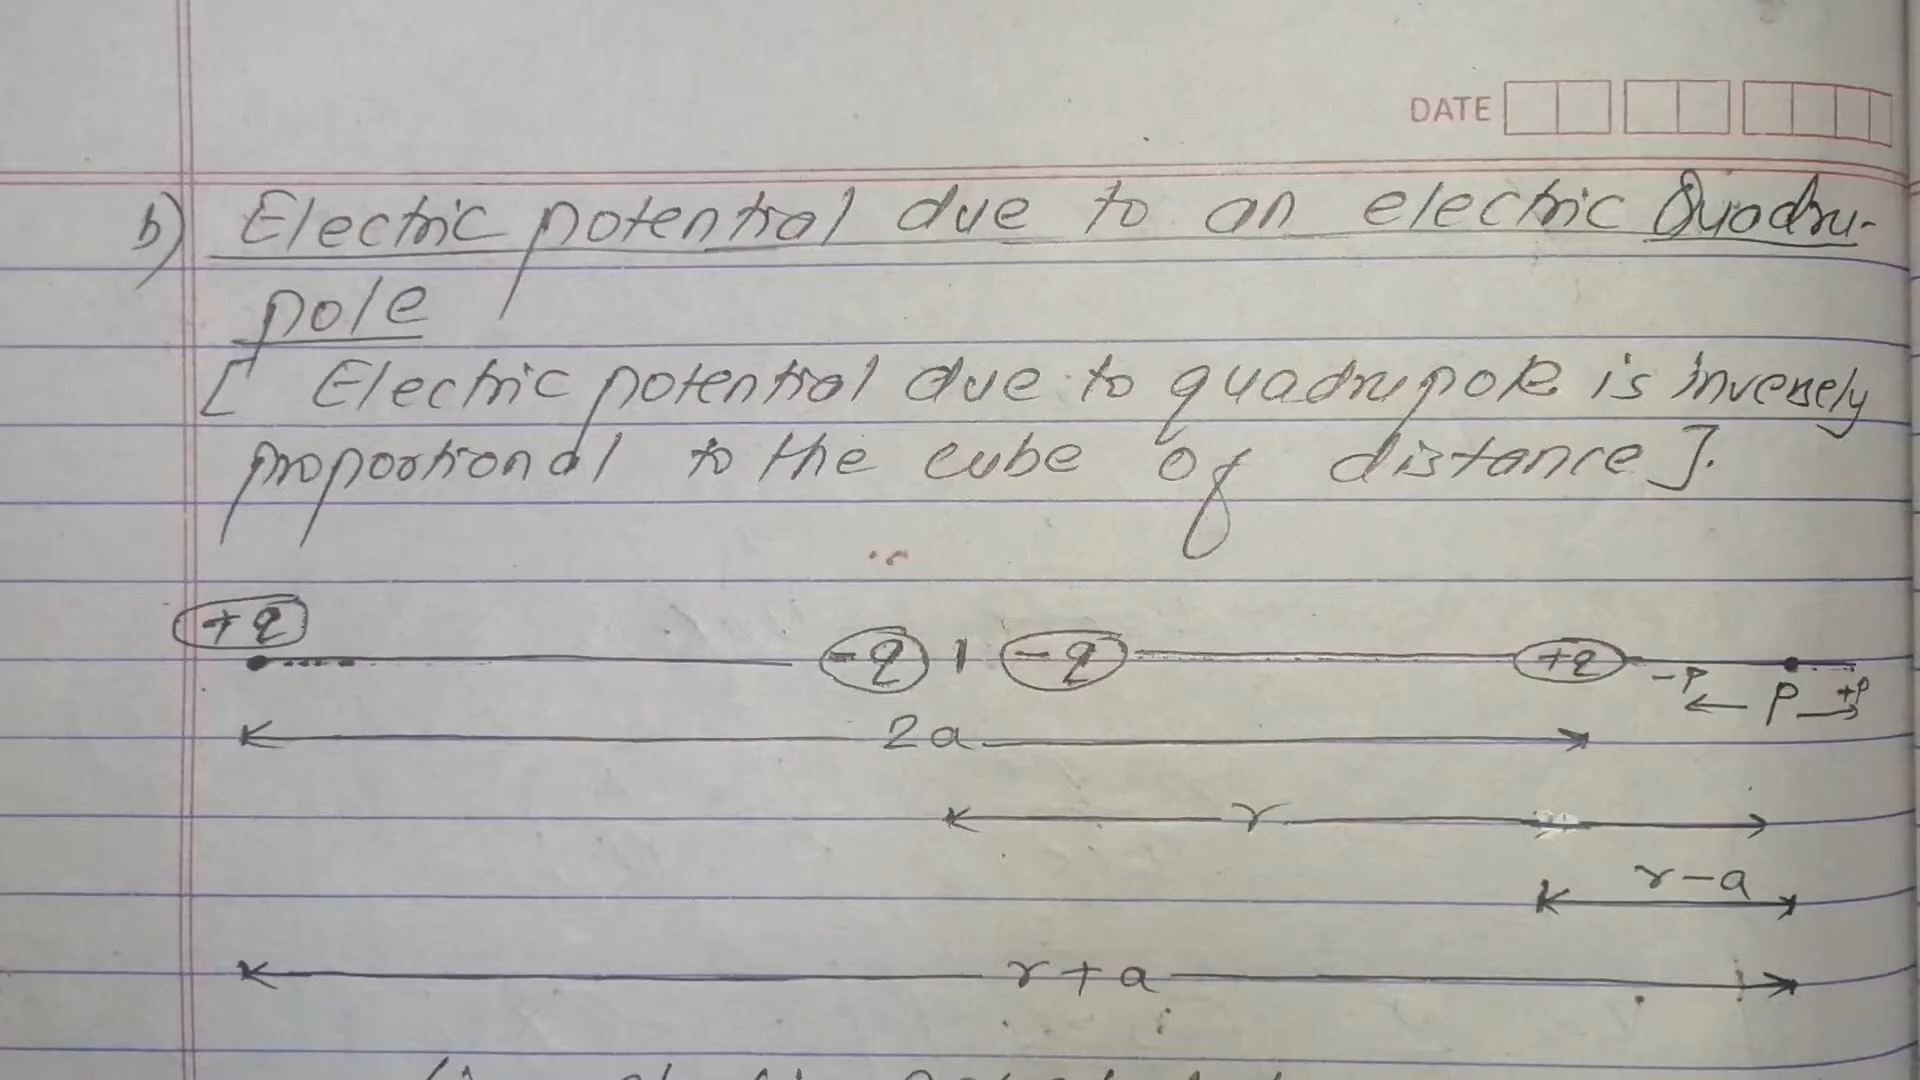 DATE
b) Electric potential due to an electric Quadru-
pole
[ Electric potential due to quadrupole is inversely
proportional to the cube of distance ].
+q
-q -q +q
-P P +P
2a
r
r-a
r+a